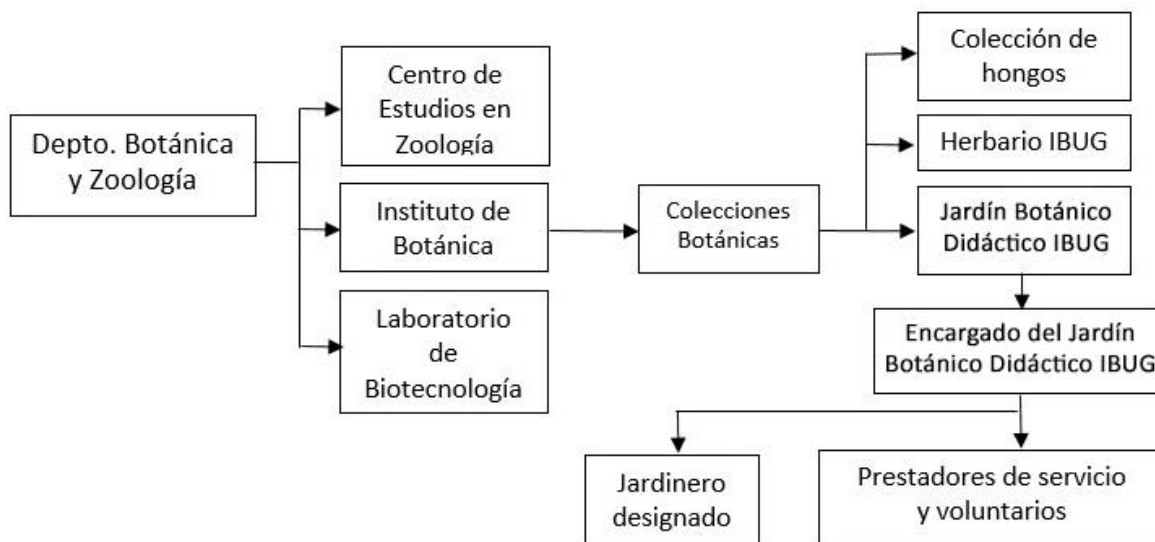 Depto. Botánica
y Zoología
Centro de
Estudios en
Zoología
Instituto de
Botánica
Laboratorio
de
Biotecnología
Colecciones
Botánicas
Colección de
hongos
Herbario IBUG
Jardín Botánico
Didáctico IBUG
Encargado del Jardín
Botánico Didáctico IBUG
Jardinero
designado
Prestadores de servicio
y voluntarios